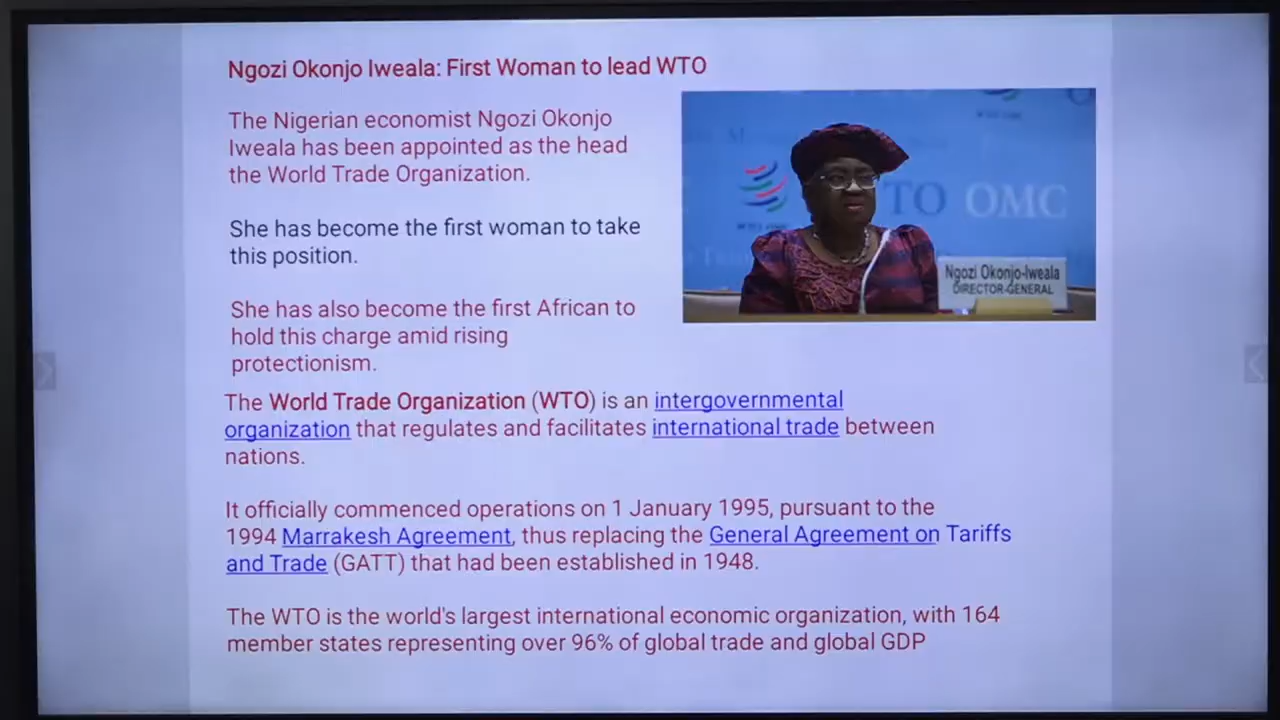 Ngozi Okonjo Iweala: First Woman to lead WTO
The Nigerian economist Ngozi Okonjo
Iweala has been appointed as the head
the World Trade Organization.
She has become the first woman to take
this position.
She has also become the first African to
hold this charge amid rising
protectionism.
TO OMC
Ngozi Okonjo-Iweala
DIRECTOR-GENERAL
The World Trade Organization (WTO) is an intergovernmental
organization that regulates and facilitates international trade between
nations.
It officially commenced operations on 1 January 1995, pursuant to the
1994 Marrakesh Agreement, thus replacing the General Agreement on Tariffs
and Trade (GATT) that had been established in 1948.
The WTO is the world's largest international economic organization, with 164
member states representing over 96% of global trade and global GDP